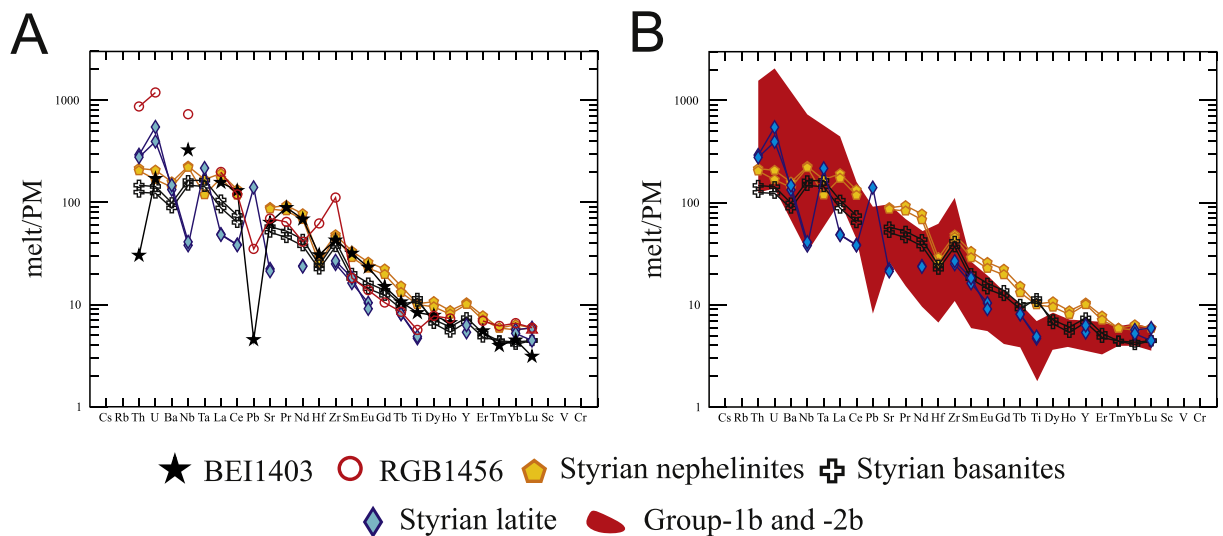 A
B
melt/PM
1000
100
10
1
Cs Rb Th U Ba Nb Ta La Ce Pb Sr Pr Nd Hf Zr Sm Eu Gd Tb Ti Dy Ho Y Er Tm Yb Lu Sc V Cr
melt/PM
1000
100
10
1
Cs Rb Th U Ba Nb Ta La Ce Pb Sr Pr Nd Hf Zr Sm Eu Gd Tb Ti Dy Ho Y Er Tm Yb Lu Sc V Cr
BEI1403 RGB1456 Styrian nephelinites Styrian basanites
Styrian latite Group-1b and -2b